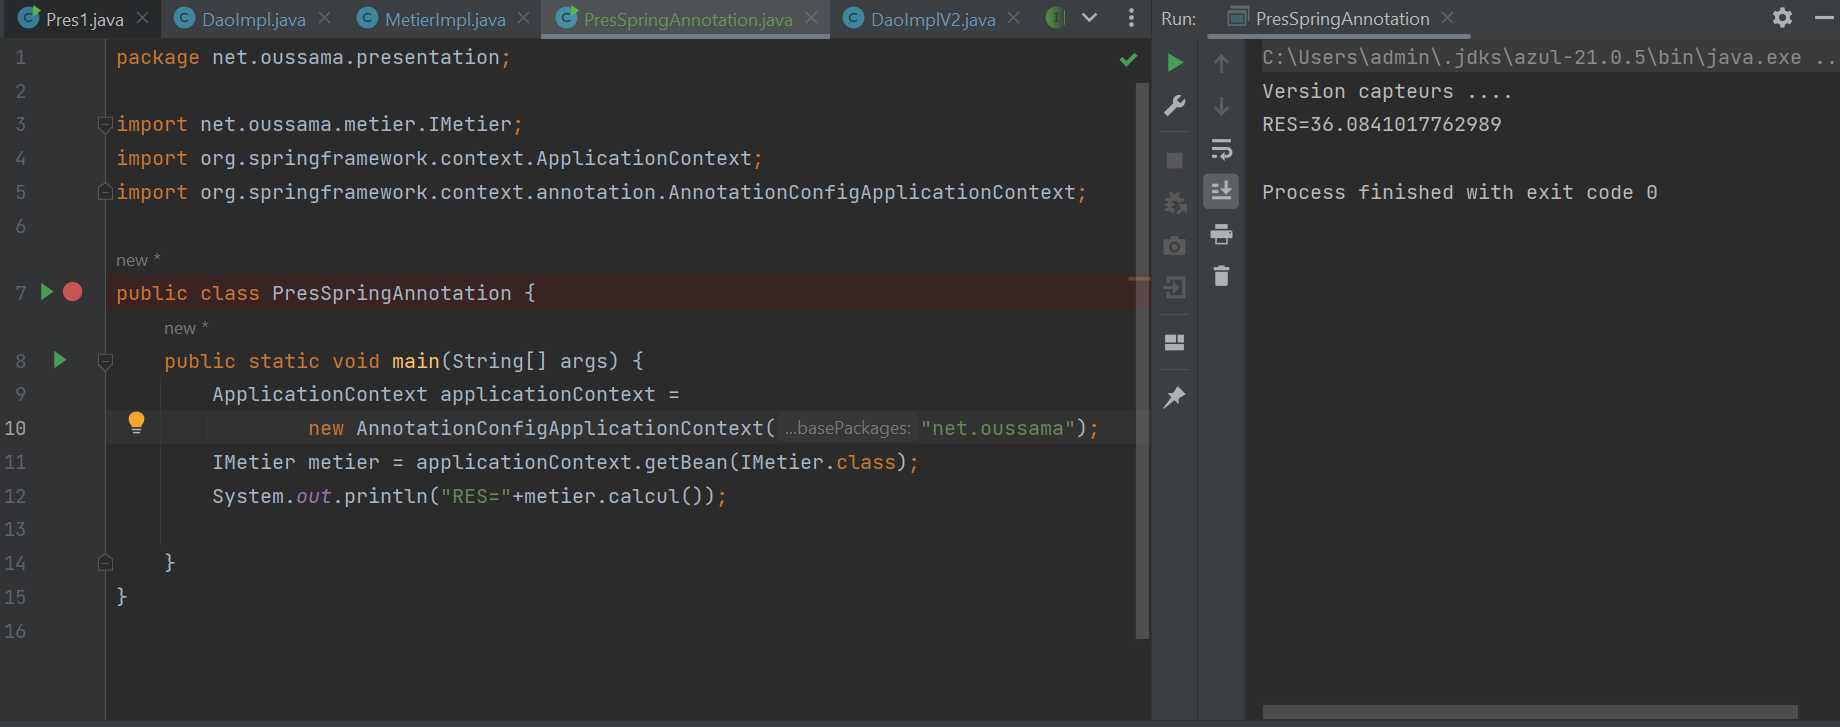 Pres1.java DaoImpl.java MetierImpl.java PresSpringAnnotation.java DaoImplV2.java
1 package net.oussama.presentation;
2
3 import net.oussama.metier.IMetier;
4 import org.springframework.context.ApplicationContext;
5 import org.springframework.context.annotation.AnnotationConfigApplicationContext;
6
new *
7 public class PresSpringAnnotation {
new *
8 public static void main(String[] args) {
9 ApplicationContext applicationContext =
10 new AnnotationConfigApplicationContext( ...basePackages: "net.oussama");
11 IMetier metier = applicationContext.getBean(IMetier.class);
12 System.out.println("RES="+metier.calcul());
13
14 }
15 }
16
Run: PresSpringAnnotation
C:\Users\admin\.jdks\azul-21.0.5\bin\java.exe ..
Version capteurs ....
RES=36.0841017762989
Process finished with exit code 0